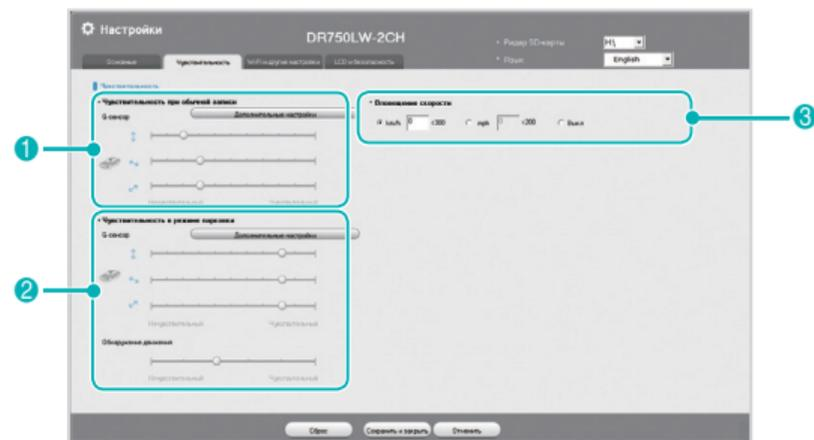 Настройки
DR750LW-2CH
• Ридер SD-карты
H:\
• Язык
English
Основные
Чувствительность
Wi-Fi и другие настройки
LCD и безопасность
Чувствительность
• Чувствительность при обычной записи
G-сенсор
Дополнительные настройки
Нечувствительный
Чувствительный
1
• Оповещение скорости
km/h
0
<300
mph
0
<200
Выкл
3
• Чувствительность в режиме парковки
G-сенсор
Дополнительные настройки
2
Нечувствительный
Чувствительный
Обнаружение движения
Нечувствительный
Чувствительный
Сброс
Сохранить и закрыть
Отменить